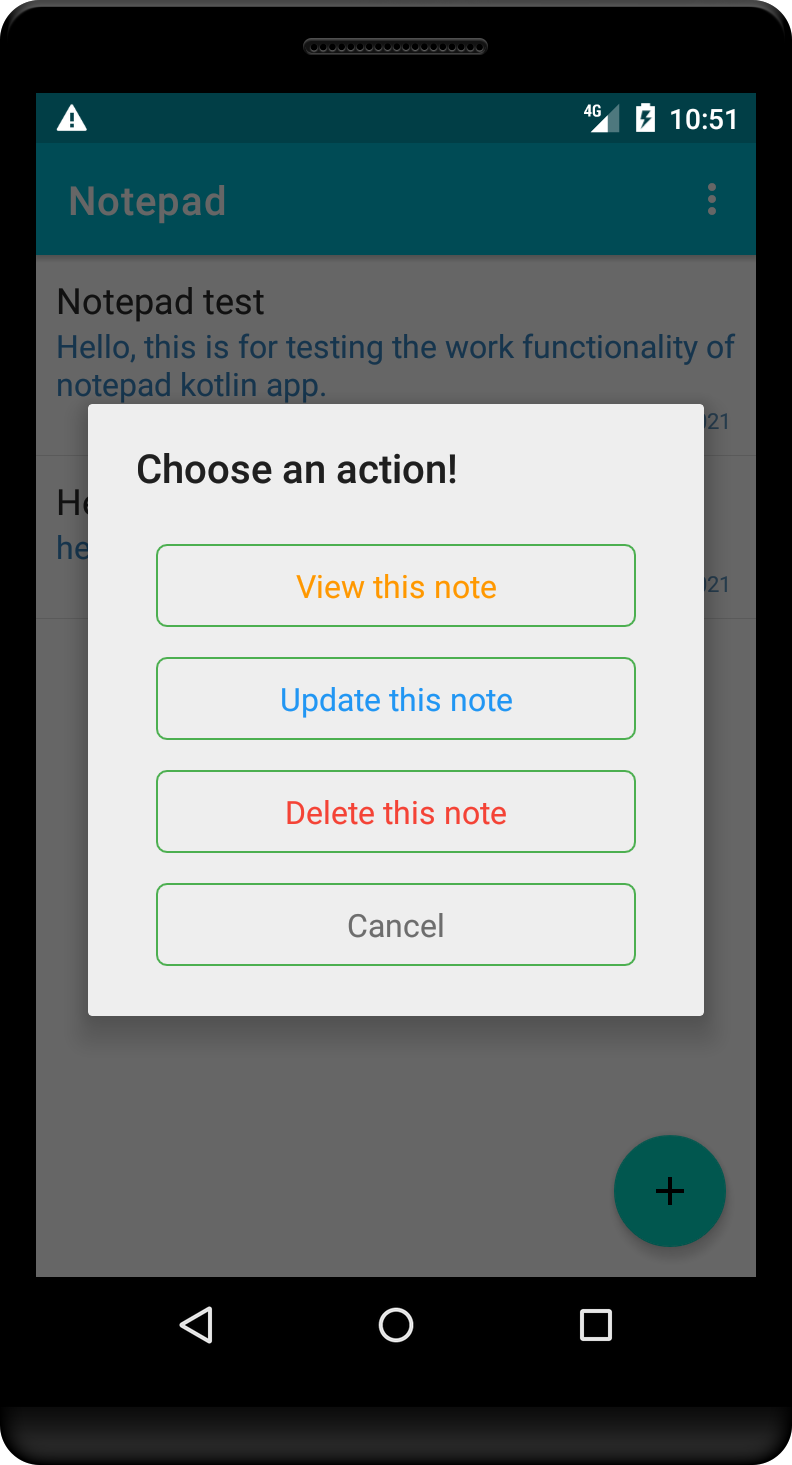 4G 10:51
Notepad
Notepad test
Hello, this is for testing the work functionality of
notepad kotlin app.
Choose an action!
View this note
Update this note
Delete this note
Cancel